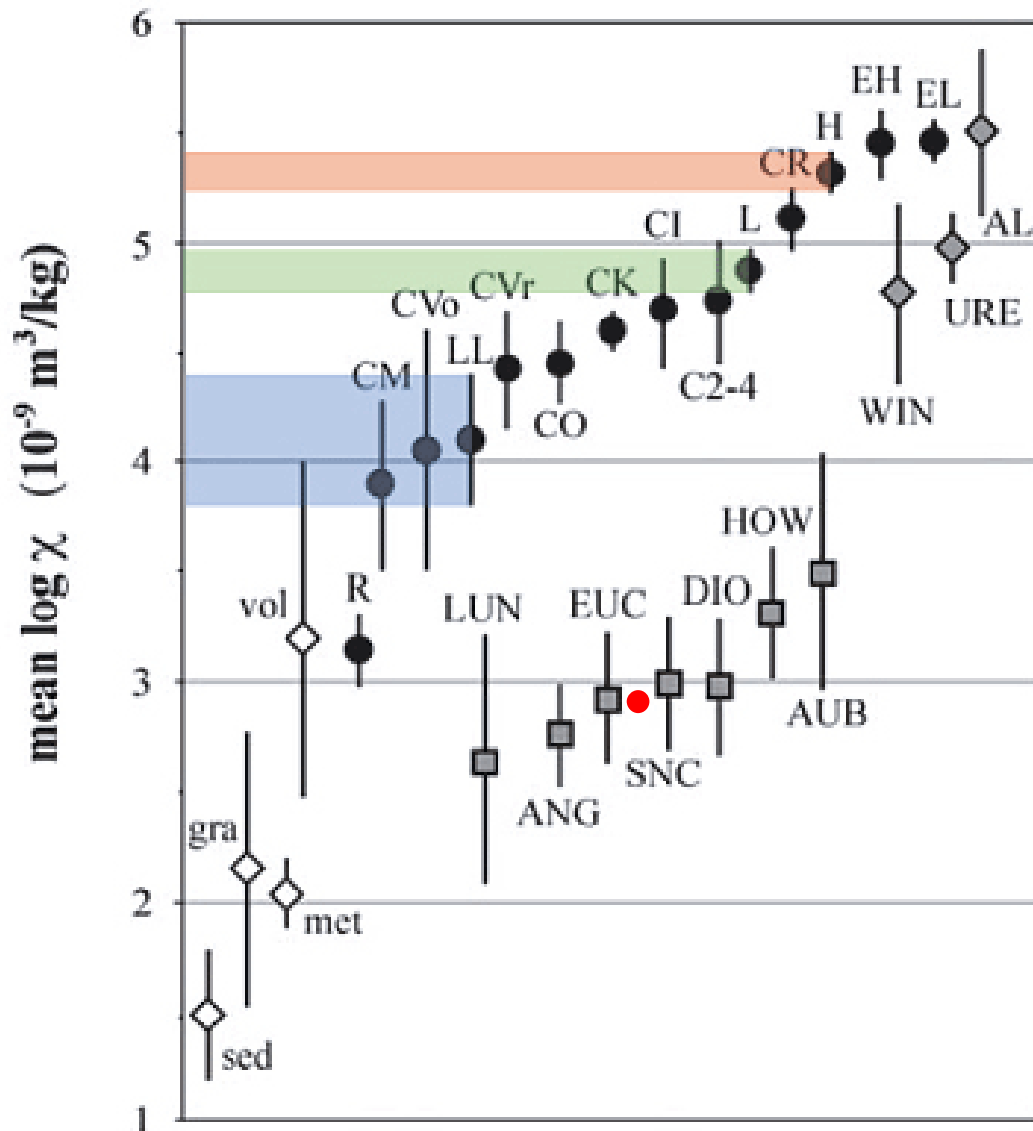 6
EH
EL
H
CR
AL
5
L
CI
URE
CK
CVr
CVo
LL
CM
C2-4
WIN
CO
4
HOW
DIO
EUC
LUN
R
vol
3
AUB
SNC
ANG
gra
met
2
sed
1
mean log χ (10⁻⁹ m³/kg)